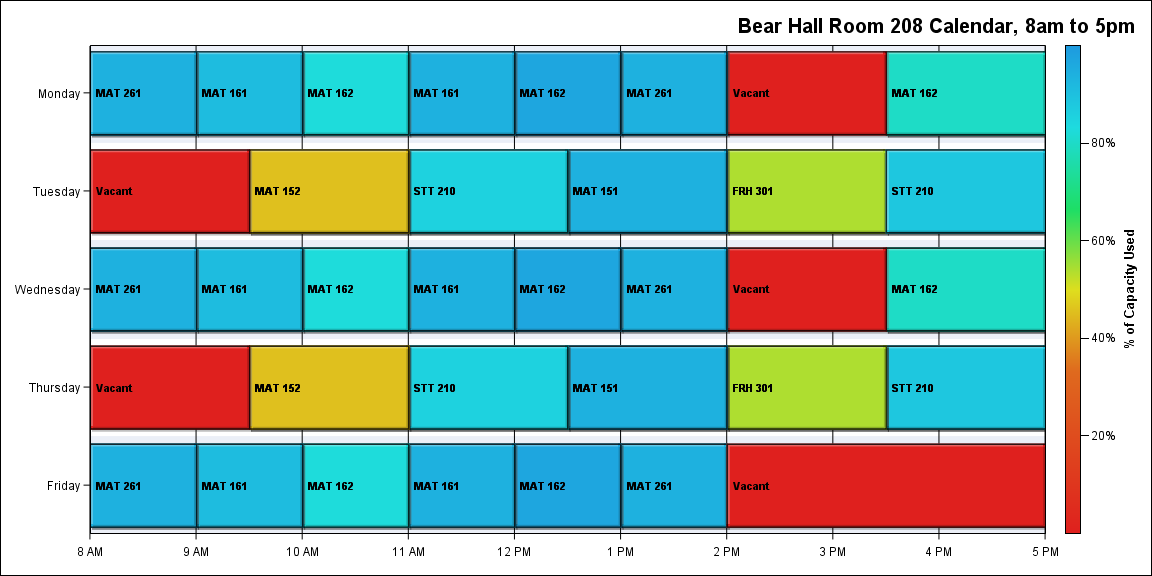 Bear Hall Room 208 Calendar, 8am to 5pm
Monday
MAT 261
MAT 161
MAT 162
MAT 161
MAT 162
MAT 261
Vacant
MAT 162
Tuesday
Vacant
MAT 152
STT 210
MAT 151
FRH 301
STT 210
Wednesday
MAT 261
MAT 161
MAT 162
MAT 161
MAT 162
MAT 261
Vacant
MAT 162
Thursday
Vacant
MAT 152
STT 210
MAT 151
FRH 301
STT 210
Friday
MAT 261
MAT 161
MAT 162
MAT 161
MAT 162
MAT 261
Vacant
8 AM
9 AM
10 AM
11 AM
12 PM
1 PM
2 PM
3 PM
4 PM
5 PM
80%
60%
40%
20%
% of Capacity Used